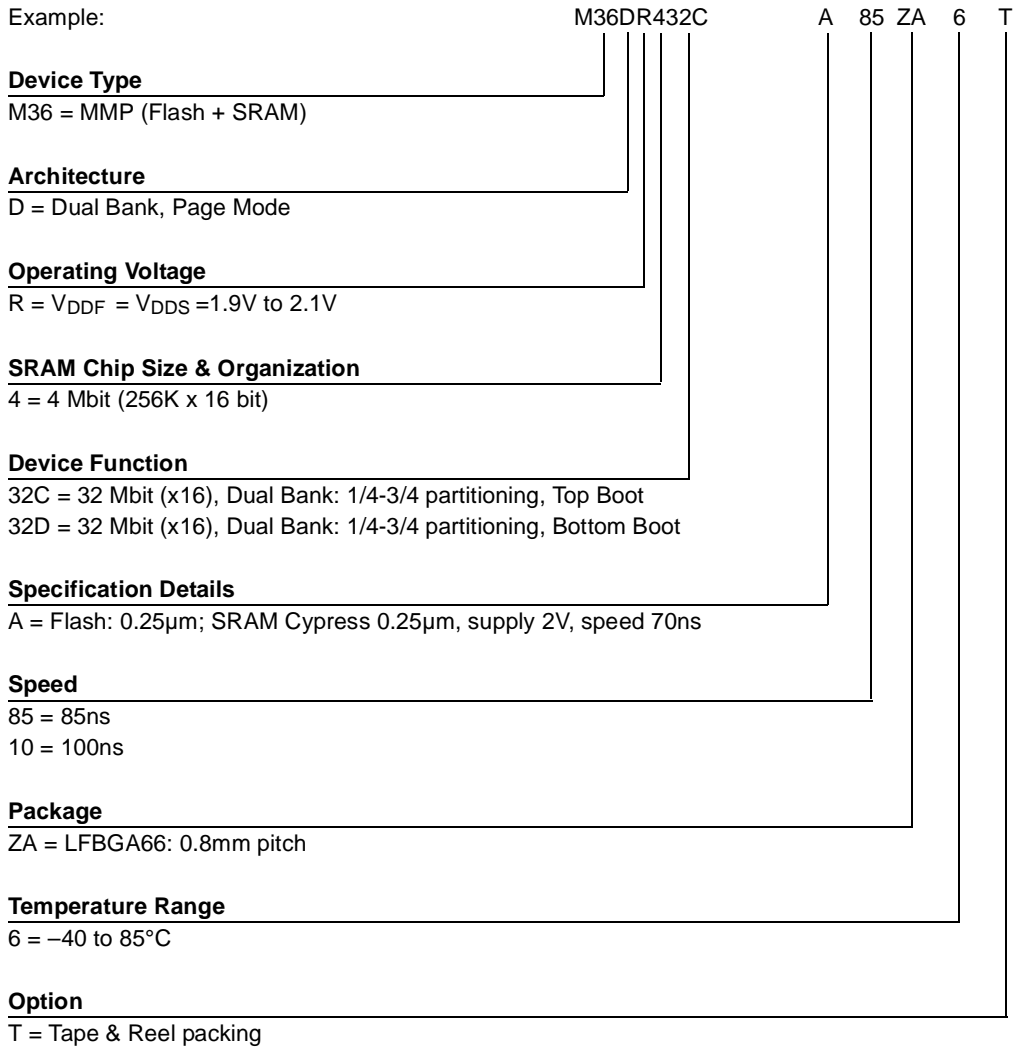 Example: M36DR432C A 85 ZA 6 T
Device Type
M36 = MMP (Flash + SRAM)
Architecture
D = Dual Bank, Page Mode
Operating Voltage
R = VDDF = VDDS =1.9V to 2.1V
SRAM Chip Size & Organization
4 = 4 Mbit (256K x 16 bit)
Device Function
32C = 32 Mbit (x16), Dual Bank: 1/4-3/4 partitioning, Top Boot
32D = 32 Mbit (x16), Dual Bank: 1/4-3/4 partitioning, Bottom Boot
Specification Details
A = Flash: 0.25µm; SRAM Cypress 0.25µm, supply 2V, speed 70ns
Speed
85 = 85ns
10 = 100ns
Package
ZA = LFBGA66: 0.8mm pitch
Temperature Range
6 = –40 to 85°C
Option
T = Tape & Reel packing